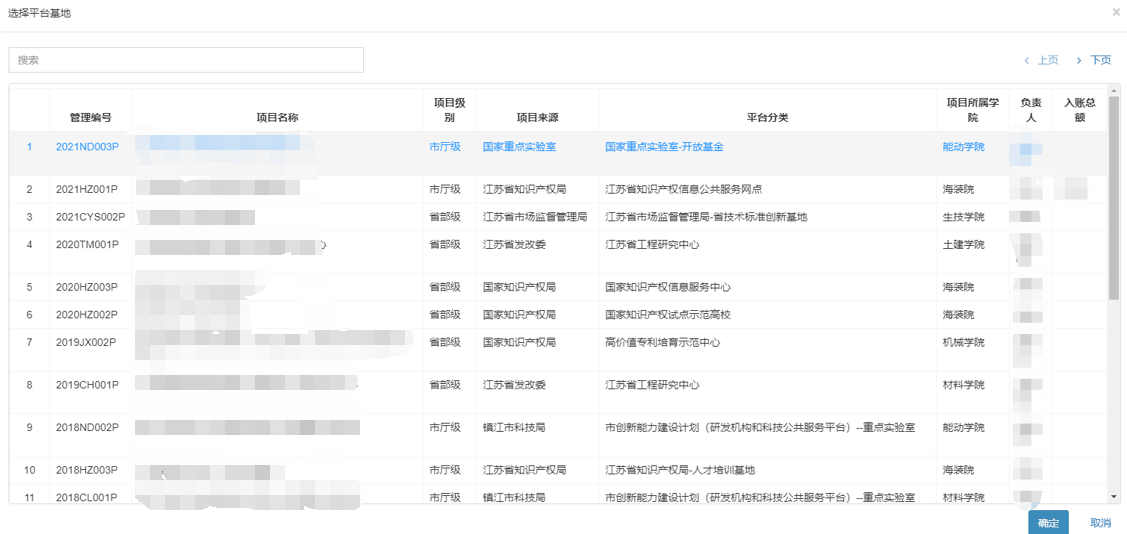 选择平台基地
×
搜索
上页
下页
管理编号 项目名称 项目级别 项目来源 平台分类 项目所属学院 负责人 入账总额
1 2021ND003P 市厅级 国家重点实验室 国家重点实验室-开放基金 能动学院
2 2021HZ001P 市厅级 江苏省知识产权局 江苏省知识产权信息公共服务网点 海装院
3 2021CYS002P 省部级 江苏省市场监督管理局 江苏省市场监督管理局-省技术标准创新基地 生技学院
4 2020TM001P 省部级 江苏省发改委 江苏省工程研究中心 土建学院
5 2020HZ003P 省部级 国家知识产权局 国家知识产权信息服务中心 海装院
6 2020HZ002P 省部级 国家知识产权局 国家知识产权试点示范高校 海装院
7 2019JX002P 省部级 国家知识产权局 高价值专利培育示范中心 机械学院
8 2019CH001P 省部级 江苏省发改委 江苏省工程研究中心 材料学院
9 2018ND002P 市厅级 镇江市科技局 市创新能力建设计划（研发机构和科技公共服务平台）--重点实验室 能动学院
10 2018HZ003P 市厅级 江苏省知识产权局 江苏省知识产权局-人才培训基地 海装院
11 2018CL001P 市厅级 镇江市科技局 市创新能力建设计划（研发机构和科技公共服务平台）--重点实验室 材料学院
确定
取消